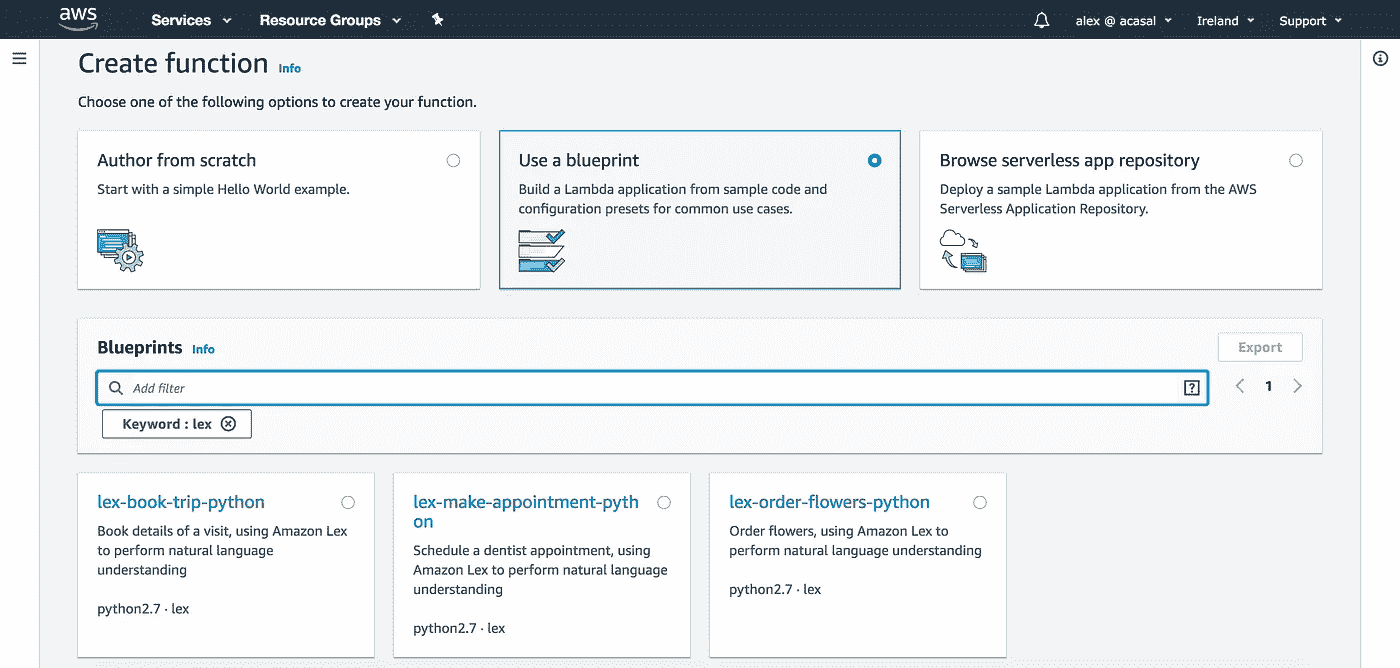 aws Services Resource Groups alex @ acasal Ireland Support
Create function Info
Choose one of the following options to create your function.
Author from scratch
Start with a simple Hello World example.
Use a blueprint
Build a Lambda application from sample code and
configuration presets for common use cases.
Browse serverless app repository
Deploy a sample Lambda application from the AWS
Serverless Application Repository.
Blueprints Info
Export
Add filter
?
1
Keyword : lex
lex-book-trip-python
Book details of a visit, using Amazon Lex
to perform natural language
understanding
python2.7 · lex
lex-make-appointment-pyth
on
Schedule a dentist appointment, using
Amazon Lex to perform natural language
understanding
python2.7 · lex
lex-order-flowers-python
Order flowers, using Amazon Lex to
perform natural language understanding
python2.7 · lex